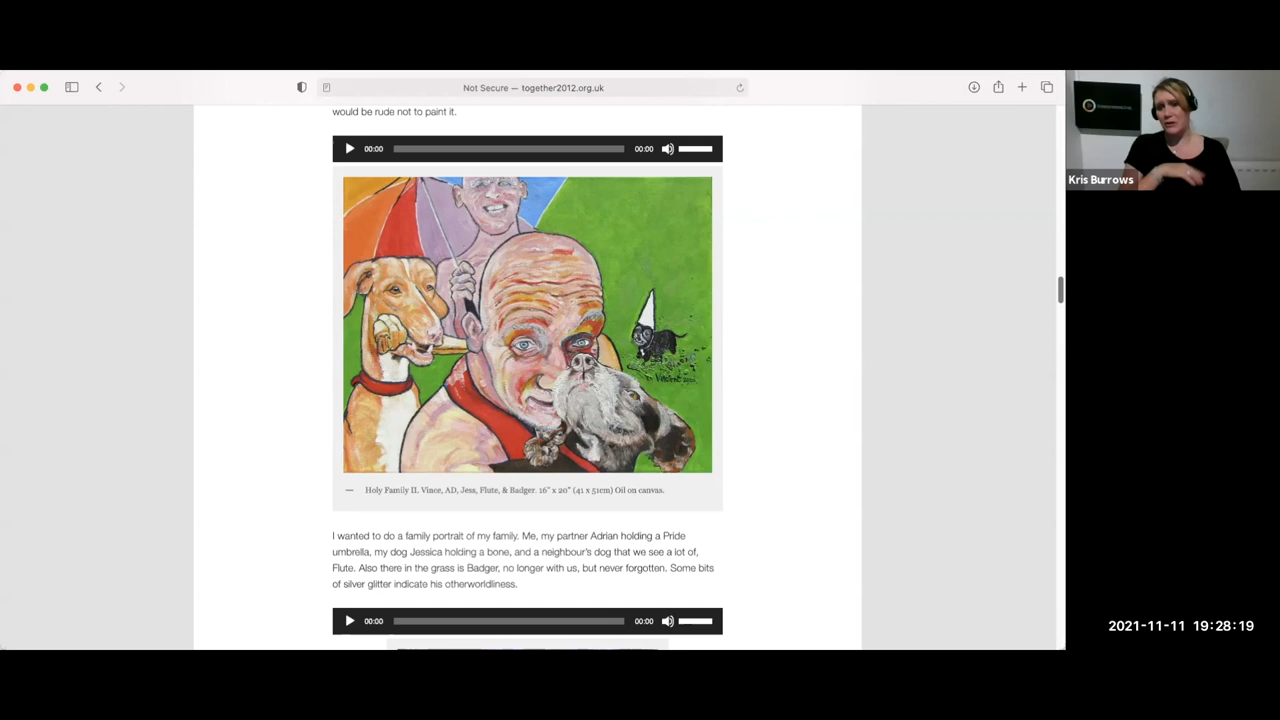 Not Secure — together2012.org.uk
would be rude not to paint it.
00:00 00:00
Kris Burrows
Holy Family II. Vince, AD, Jess, Flute, & Badger. 16" x 20" (41 x 51cm) Oil on canvas.
I wanted to do a family portrait of my family. Me, my partner Adrian holding a Pride
umbrella, my dog Jessica holding a bone, and a neighbour's dog that we see a lot of,
Flute. Also there in the grass is Badger, no longer with us, but never forgotten. Some bits
of silver glitter indicate his otherworldliness.
00:00 00:00
2021-11-11 19:28:19